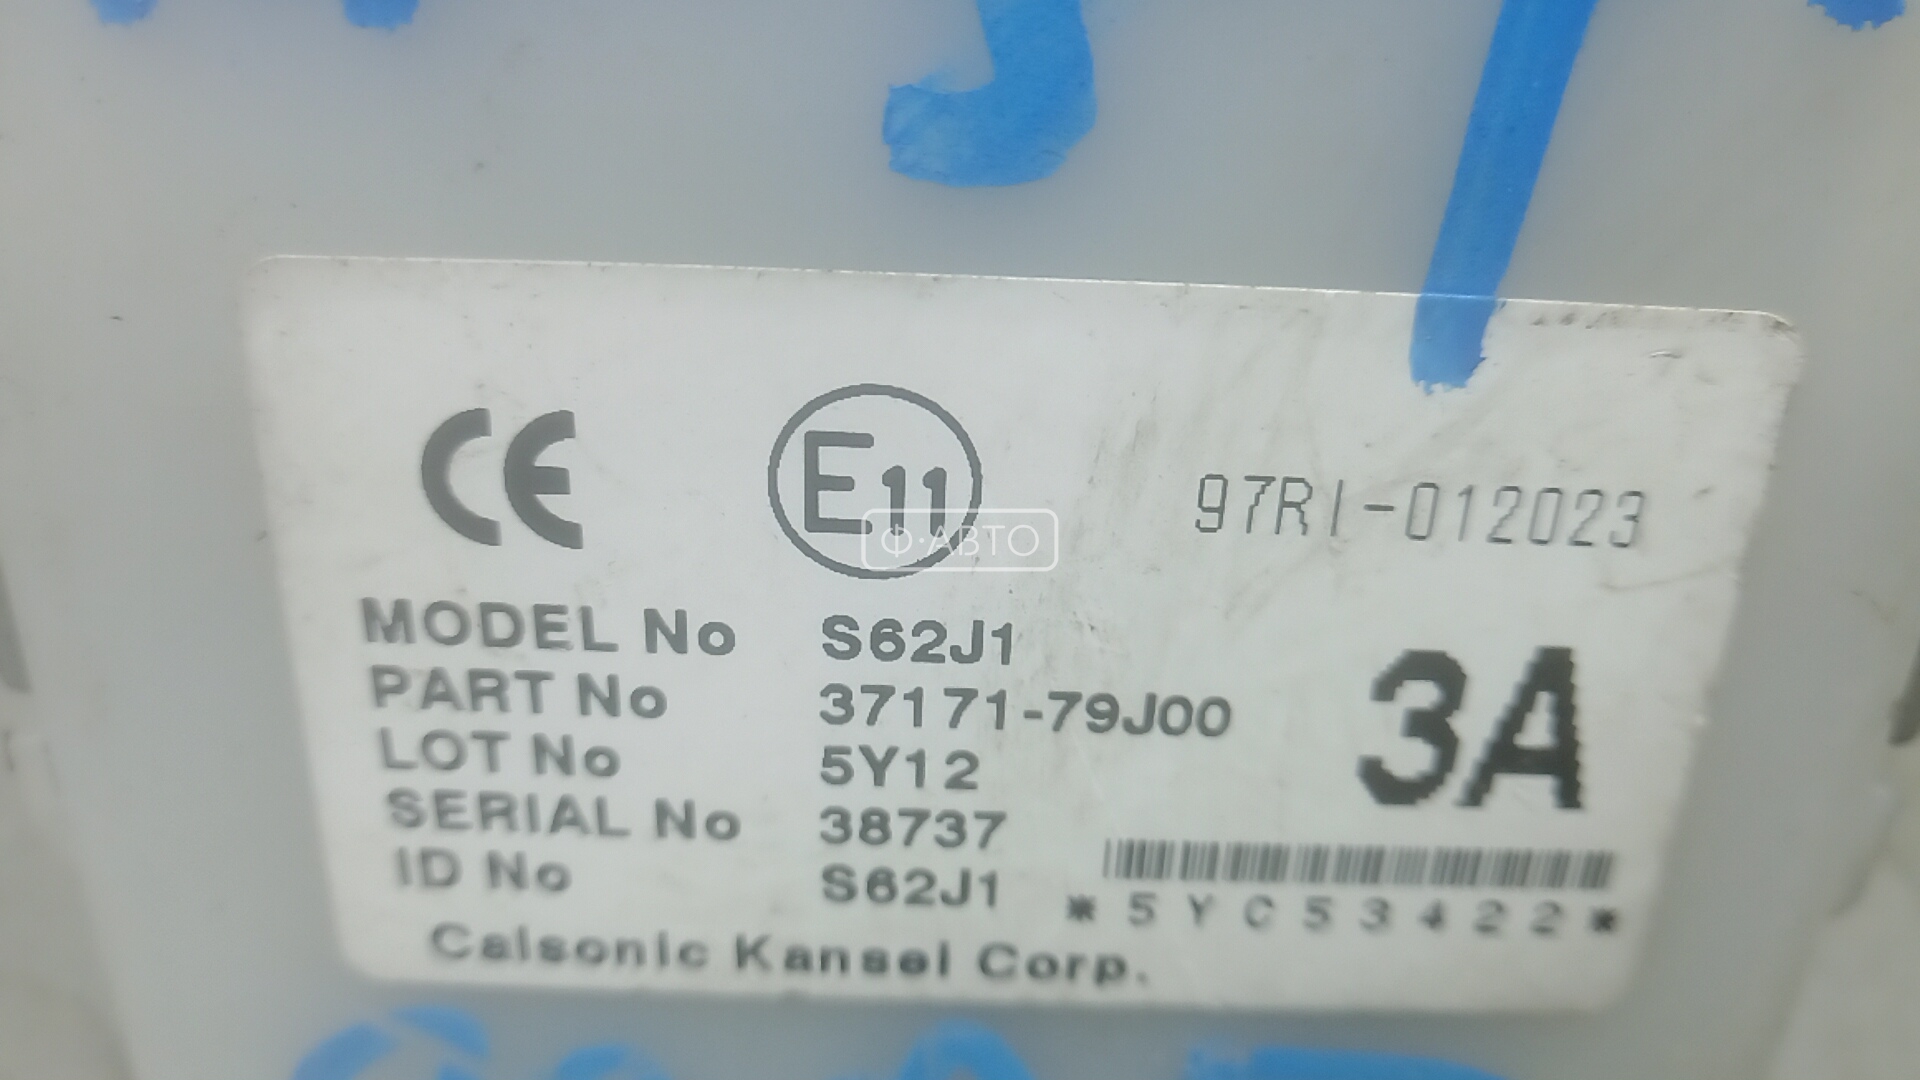 CE E11 97RI-012023
Ф·АВТО
MODEL No S62J1
PART No 37171-79J00
3A
LOT No 5Y12
SERIAL No 38737
ID No S62J1
*5YC53422*
Calsonic Kansei Corp.